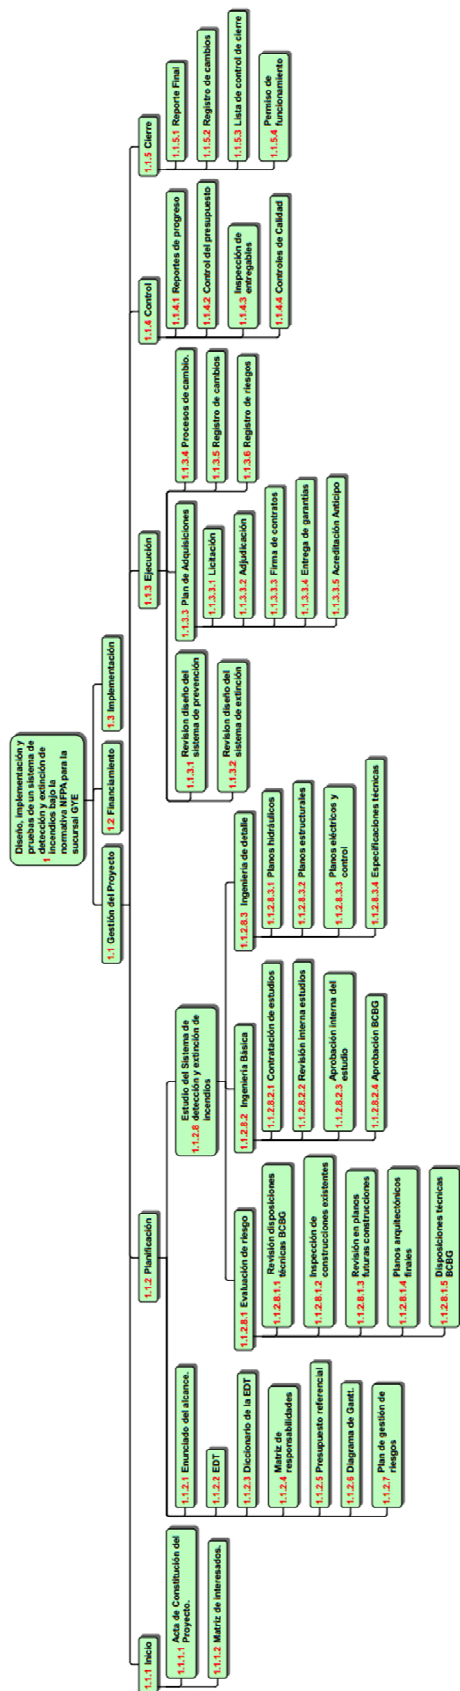 Diseño, implementación y
pruebas de un sistema de
detección y extinción de
1 incendios bajo la
normativa NFPA para la
sucursal GYE
1.1 Gestión del Proyecto
1.2 Financiamiento
1.3 Implementación
1.1.1 Inicio
1.1.1.1 Acta de Constitución del
Proyecto.
1.1.1.2 Matriz de interesados.
1.1.2 Planificación
1.1.2.1 Enunciado del alcance.
1.1.2.2 EDT
1.1.2.3 Diccionario de la EDT
1.1.2.4 Matriz de
responsabilidades
1.1.2.5 Presupuesto referencial
1.1.2.6 Diagrama de Gantt.
1.1.2.7 Plan de gestión de
riesgos
1.1.2.8 Estudio del Sistema de
detección y extinción de
incendios
1.1.2.8.1 Evaluación de riesgo
1.1.2.8.1.1 Revisión disposiciones
técnicas BCBG
1.1.2.8.1.2 Inspección de
construcciones existentes
1.1.2.8.1.3 Revisión en planos
futuras construcciones
1.1.2.8.1.4 Planos arquitectónicos
finales
1.1.2.8.1.5 Disposiciones técnicas
BCBG
1.1.2.8.2 Ingeniería Básica
1.1.2.8.2.1 Contratación de estudios
1.1.2.8.2.2 Revisión interna estudios
1.1.2.8.2.3 Aprobación interna del
estudio
1.1.2.8.2.4 Aprobación BCBG
1.1.2.8.3 Ingeniería de detalle
1.1.2.8.3.1 Planos hidráulicos
1.1.2.8.3.2 Planos estructurales
1.1.2.8.3.3 Planos eléctricos y
control
1.1.2.8.3.4 Especificaciones técnicas
1.1.3 Ejecución
1.1.3.1 Revision diseño del
sistema de prevención
1.1.3.2 Revision diseño del
sistema de extinción
1.1.3.3 Plan de Adquisiciones
1.1.3.3.1 Licitación
1.1.3.3.2 Adjudicación
1.1.3.3.3 Firma de contratos
1.1.3.3.4 Entrega de garantías
1.1.3.3.5 Acreditación Anticipo
1.1.3.4 Procesos de cambio.
1.1.3.5 Registro de cambios
1.1.3.6 Registro de riesgos
1.1.4 Control
1.1.4.1 Reportes de progreso
1.1.4.2 Control del presupuesto
1.1.4.3 Inspección de
entregables
1.1.4.4 Controles de Calidad
1.1.5 Cierre
1.1.5.1 Reporte Final
1.1.5.2 Registro de cambios
1.1.5.3 Lista de control de cierre
1.1.5.4 Permiso de
funcionamiento